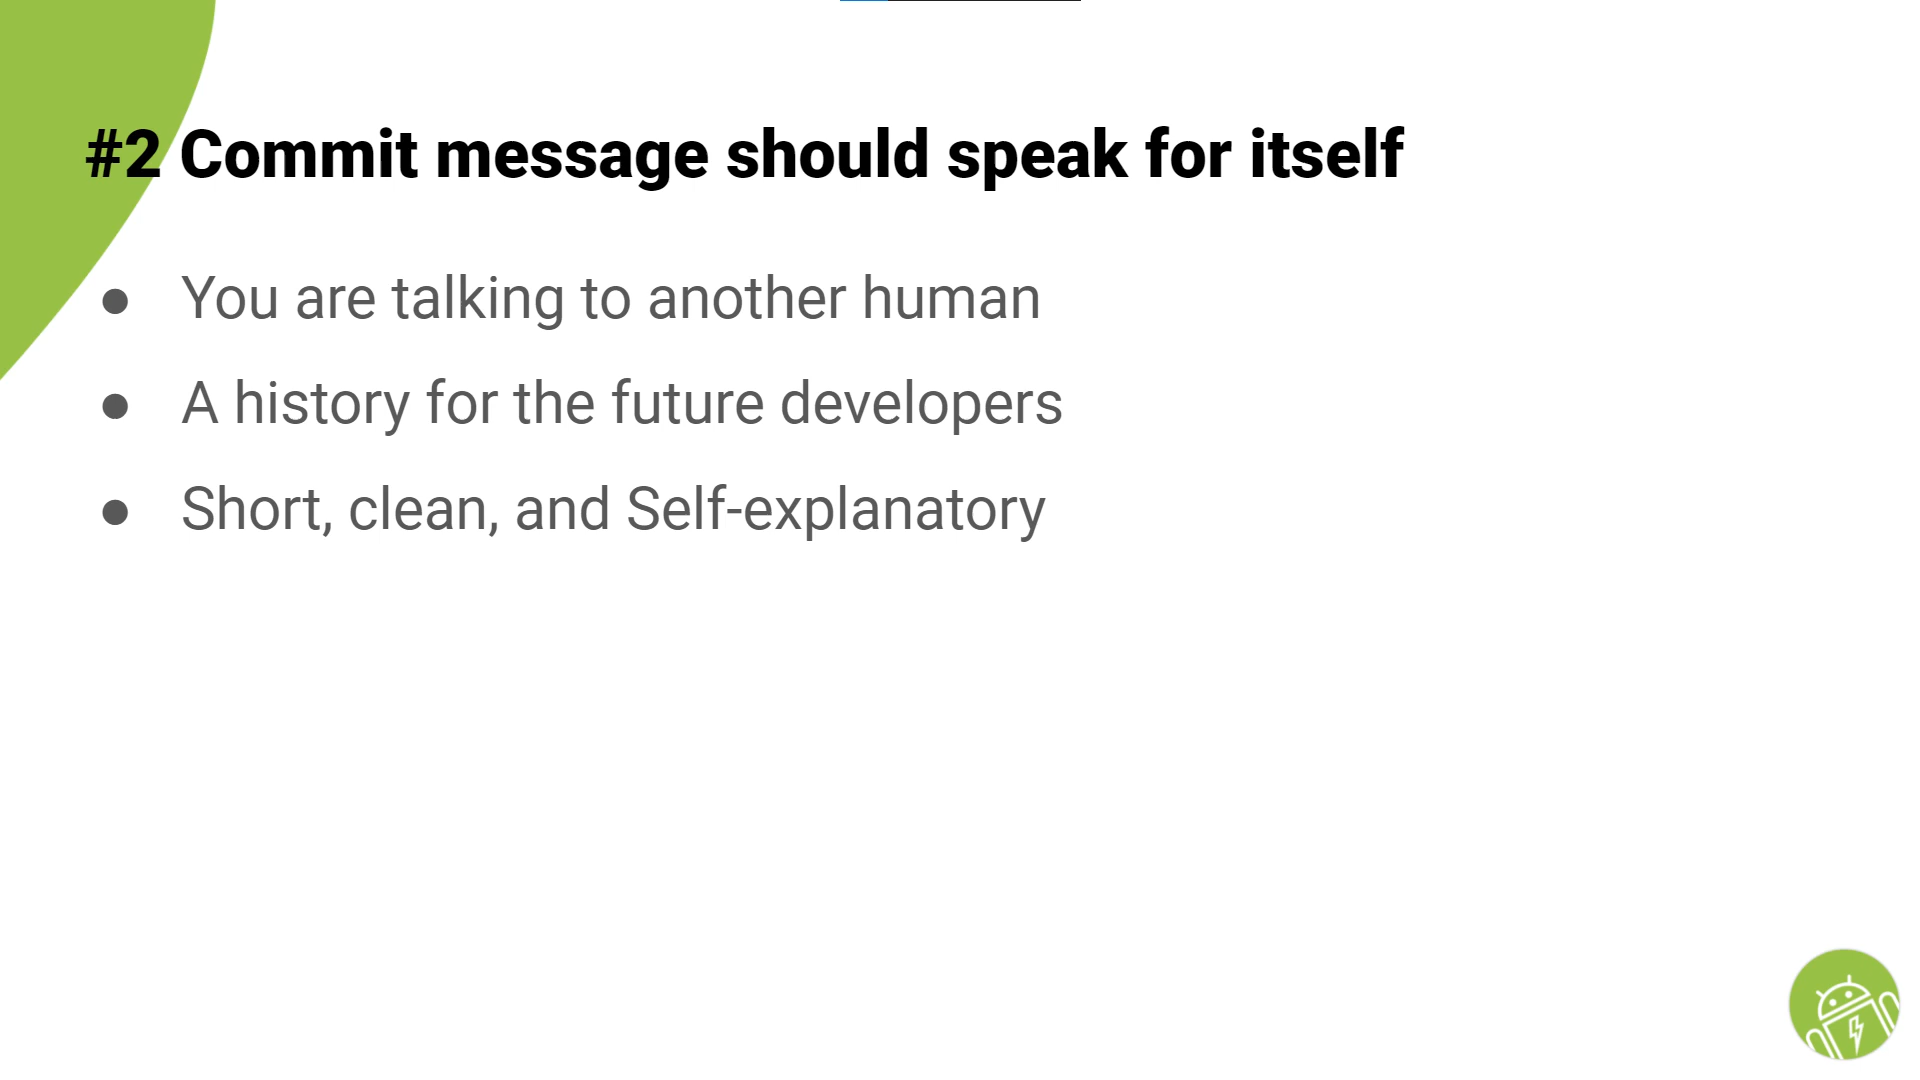 #2 Commit message should speak for itself
● You are talking to another human
● A history for the future developers
● Short, clean, and Self-explanatory